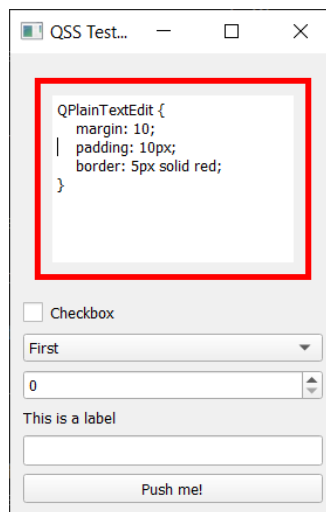 QSS Test...
QPlainTextEdit {
margin: 10;
padding: 10px;
border: 5px solid red;
}
Checkbox
First
0
This is a label
Push me!